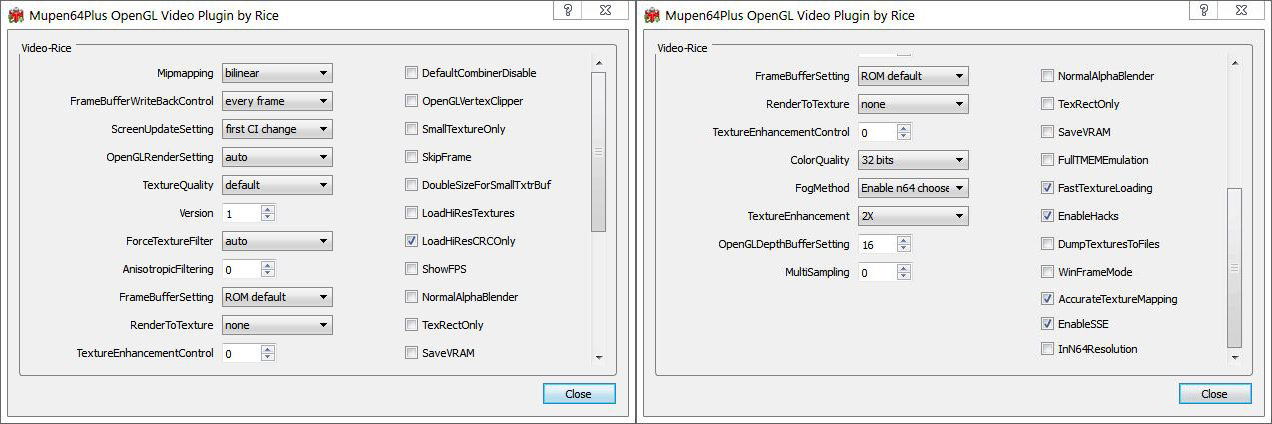 Mupen64Plus OpenGL Video Plugin by Rice
Video-Rice
Mipmapping bilinear DefaultCombinerDisable
FrameBufferWriteBackControl every frame OpenGLVertexClipper
ScreenUpdateSetting first CI change SmallTextureOnly
OpenGLRenderSetting auto SkipFrame
TextureQuality default DoubleSizeForSmallTxtrBuf
Version 1 LoadHiResTextures
ForceTextureFilter auto LoadHiResCRCOnly
AnisotropicFiltering 0 ShowFPS
FrameBufferSetting ROM default NormalAlphaBlender
RenderToTexture none TexRectOnly
TextureEnhancementControl 0 SaveVRAM
Close
Mupen64Plus OpenGL Video Plugin by Rice
Video-Rice
FrameBufferSetting ROM default NormalAlphaBlender
RenderToTexture none TexRectOnly
TextureEnhancementControl 0 SaveVRAM
ColorQuality 32 bits FullTMEMEmulation
FogMethod Enable n64 choose FastTextureLoading
TextureEnhancement 2X EnableHacks
OpenGLDepthBufferSetting 16 DumpTexturesToFiles
MultiSampling 0 WinFrameMode
AccurateTextureMapping
EnableSSE
InN64Resolution
Close